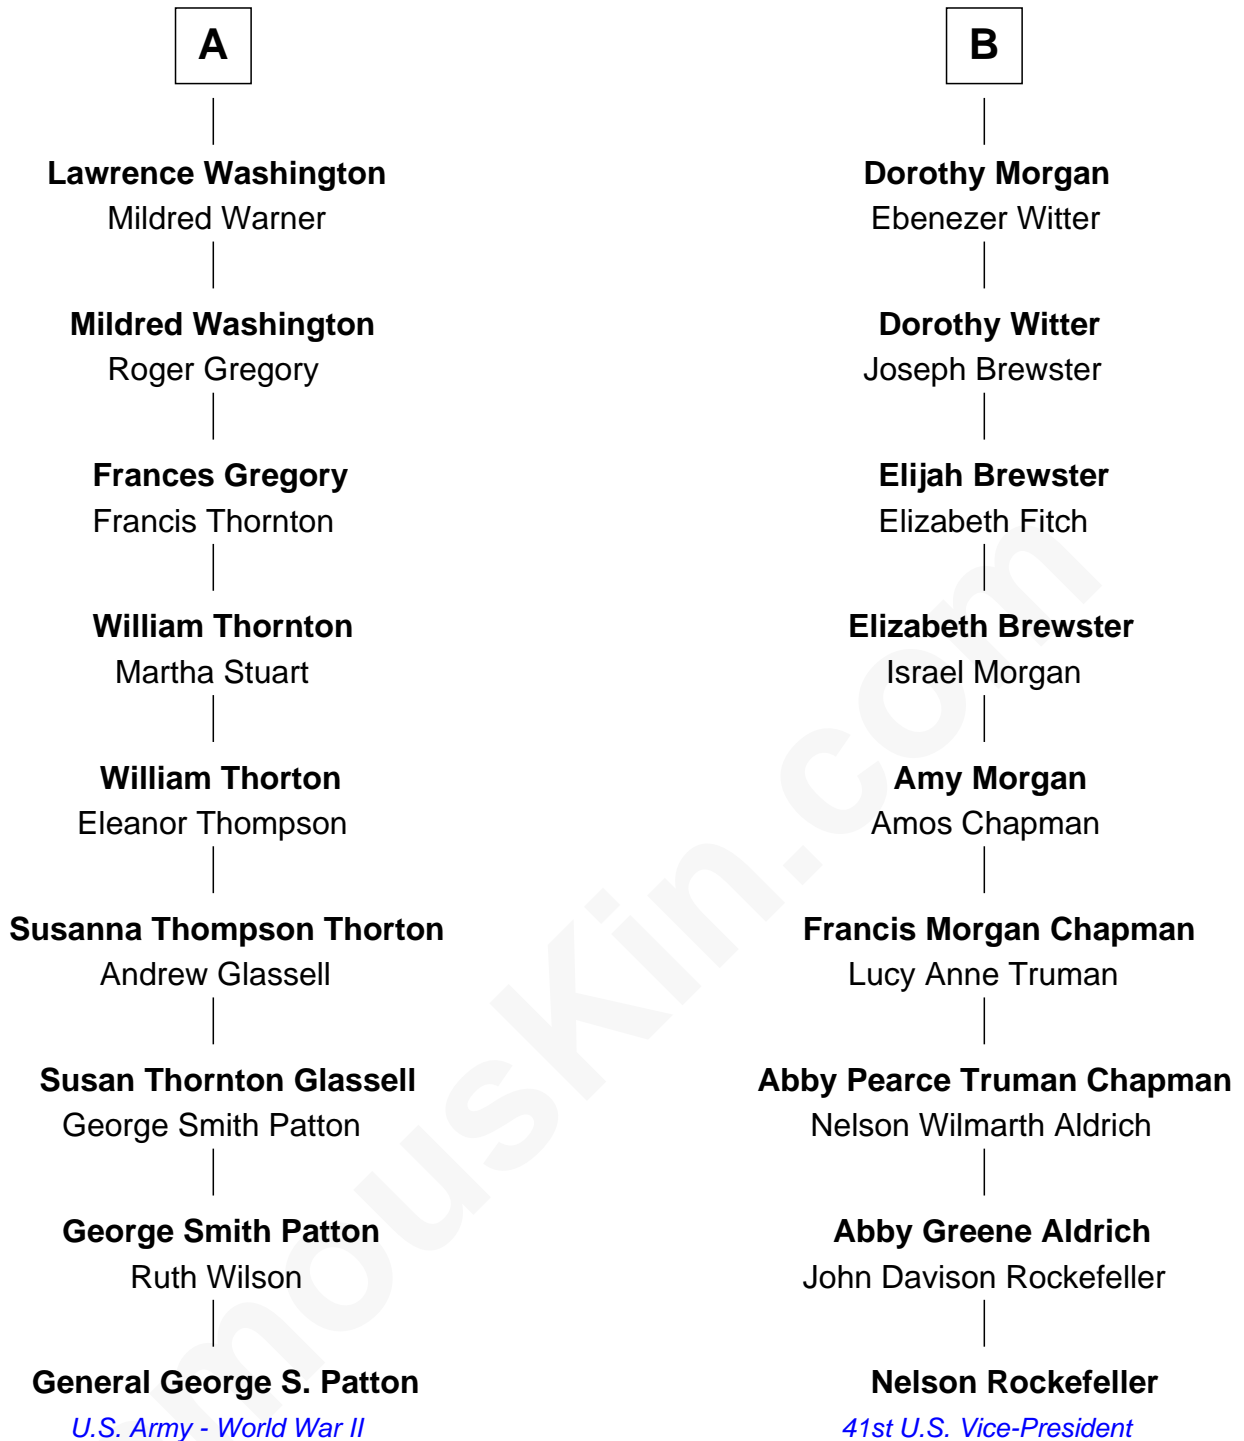 A
Lawrence Washington
Mildred Warner
Mildred Washington
Roger Gregory
Frances Gregory
Francis Thornton
William Thornton
Martha Stuart
William Thorton
Eleanor Thompson
Susanna Thompson Thorton
Andrew Glassell
Susan Thornton Glassell
George Smith Patton
George Smith Patton
Ruth Wilson
General George S. Patton
U.S. Army - World War II
B
Dorothy Morgan
Ebenezer Witter
Dorothy Witter
Joseph Brewster
Elijah Brewster
Elizabeth Fitch
Elizabeth Brewster
Israel Morgan
Amy Morgan
Amos Chapman
Francis Morgan Chapman
Lucy Anne Truman
Abby Pearce Truman Chapman
Nelson Wilmarth Aldrich
Abby Greene Aldrich
John Davison Rockefeller
Nelson Rockefeller
41st U.S. Vice-President
mousKin.com